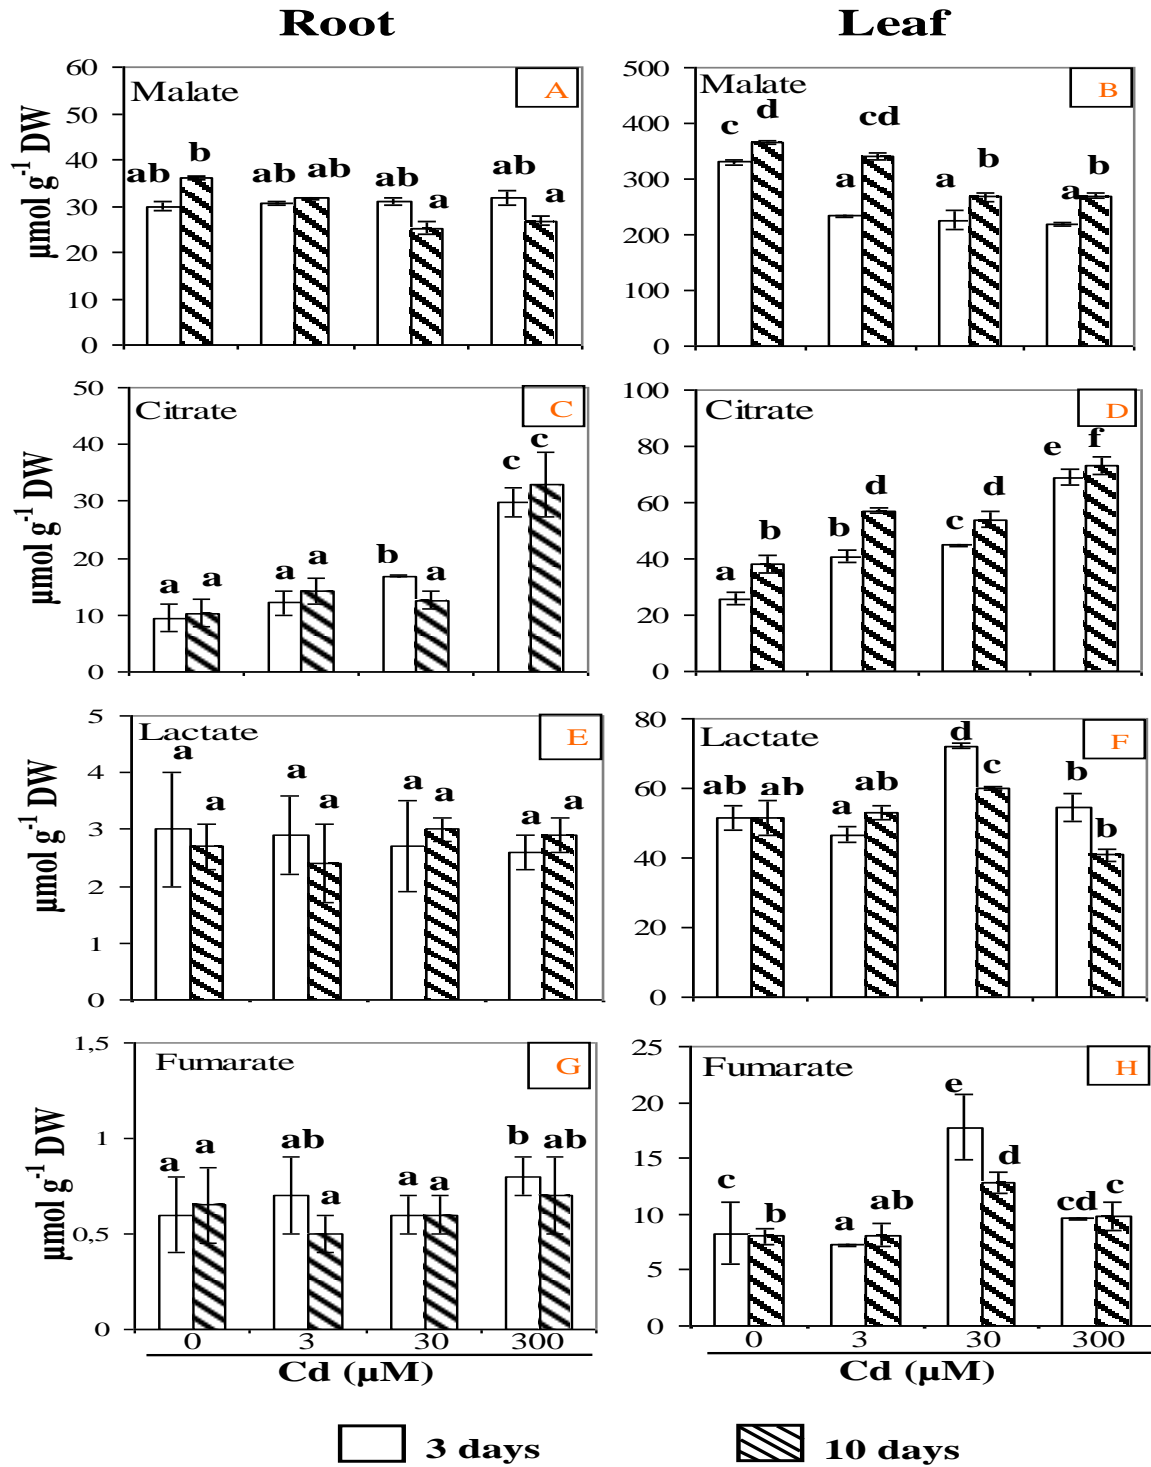 Root Leaf
60
50
40
30
20
10
0
μmol g-1 DW
Malate
A
ab b ab ab ab a ab a
500
400
300
200
100
0
Malate
B
c d a cd a b a b
50
40
30
20
10
0
μmol g-1 DW
Citrate
C
a a a a b a c c
100
80
60
40
20
0
Citrate
D
a b b d c d e f
5
4
3
2
1
0
μmol g-1 DW
Lactate
E
a a a a a a a a
80
60
40
20
0
Lactate
F
ab ab a ab d c b b
1,5
1
0,5
0
μmol g-1 DW
Fumarate
G
a a ab a a a b ab
0 3 30 300
Cd (μM)
25
20
15
10
5
0
Fumarate
H
c b a ab e d cd c
0 3 30 300
Cd (μM)
3 days 10 days